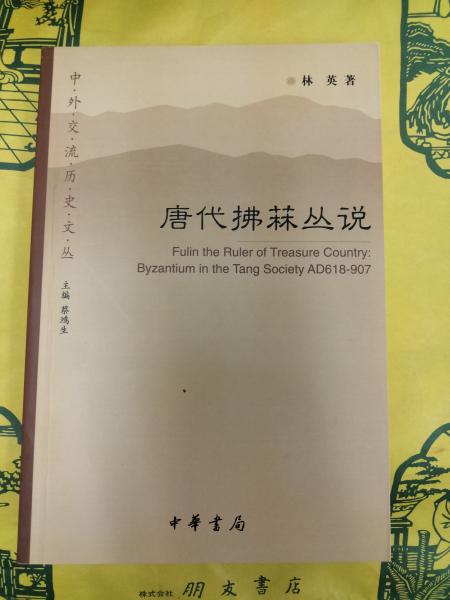 林 英 著
中·外·交·流·历·史·文·丛
主编 蔡鸿生
唐代拂菻丛说
Fulin the Ruler of Treasure Country:
Byzantium in the Tang Society AD618-907
中華書局
株式会社 朋友書店